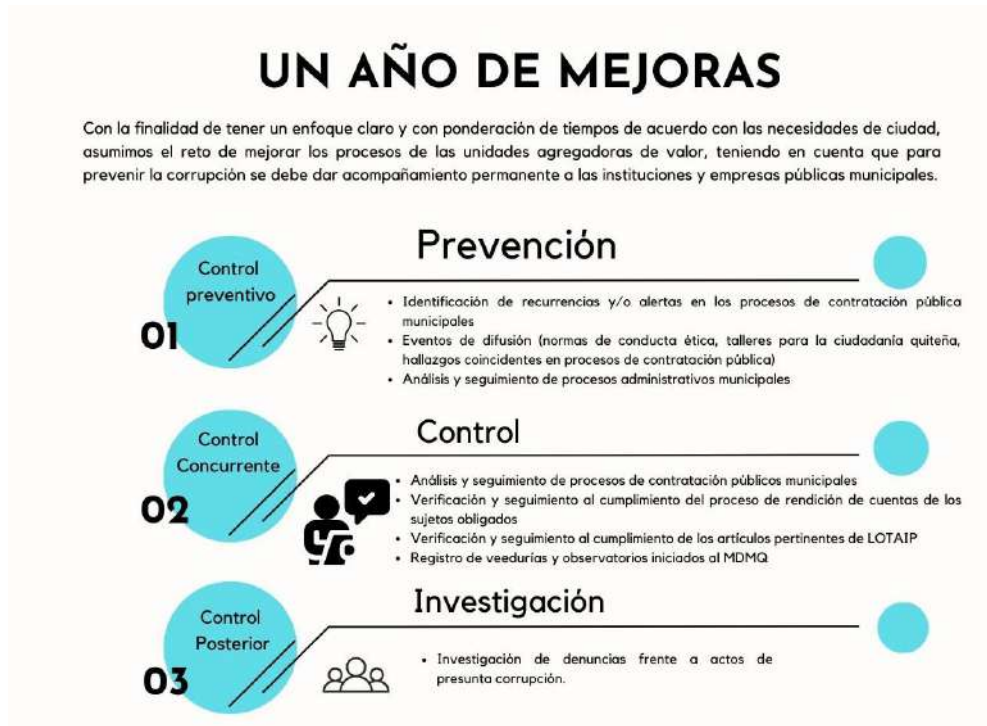 UN AÑO DE MEJORAS
Con la finalidad de tener un enfoque claro y con ponderación de tiempos de acuerdo con las necesidades de ciudad,
asumimos el reto de mejorar los procesos de las unidades agregadoras de valor, teniendo en cuenta que para
prevenir la corrupción se debe dar acompañamiento permanente a las instituciones y empresas públicas municipales.
Control
preventivo
01
Prevención
• Identificación de recurrencias y/o alertas en los procesos de contratación pública
municipales
• Eventos de difusión (normas de conducta ética, talleres para la ciudadanía quiteña,
hallazgos coincidentes en procesos de contratación pública)
• Análisis y seguimiento de procesos administrativos municipales
Control
Concurrente
02
Control
• Análisis y seguimiento de procesos de contratación públicos municipales
• Verificación y seguimiento al cumplimiento del proceso de rendición de cuentas de los
sujetos obligados
• Verificación y seguimiento al cumplimiento de los artículos pertinentes de LOTAIP
• Registro de veedurías y observatorios iniciados al MDMQ
Control
Posterior
03
Investigación
• Investigación de denuncias frente a actos de
presunta corrupción.